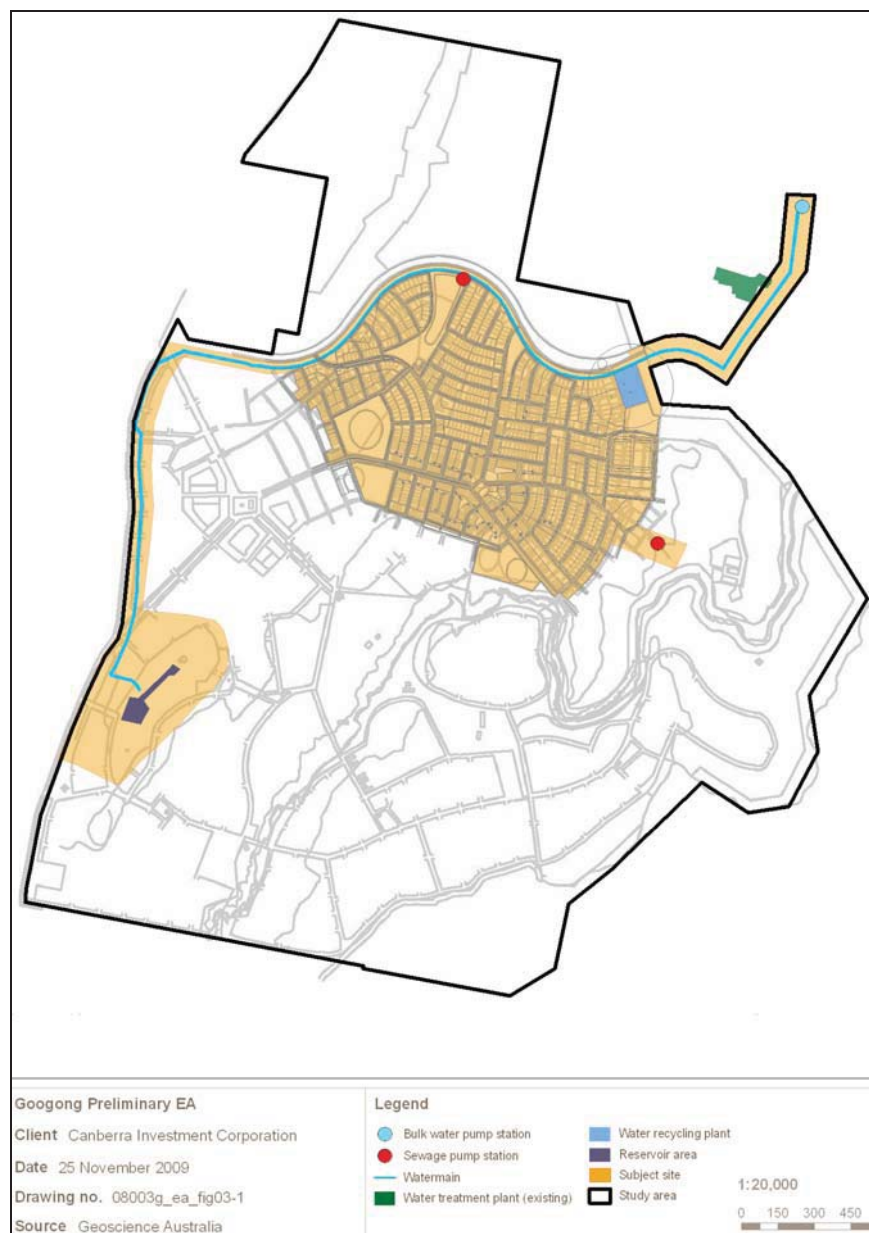 Googong Preliminary EA
Client Canberra Investment Corporation
Date 25 November 2009
Drawing no. 08003g_ea_fig03-1
Source Geoscience Australia
Legend
Bulk water pump station
Sewage pump station
Watermain
Water treatment plant (existing)
Water recycling plant
Reservoir area
Subject site
Study area
1:20,000
0 150 300 450